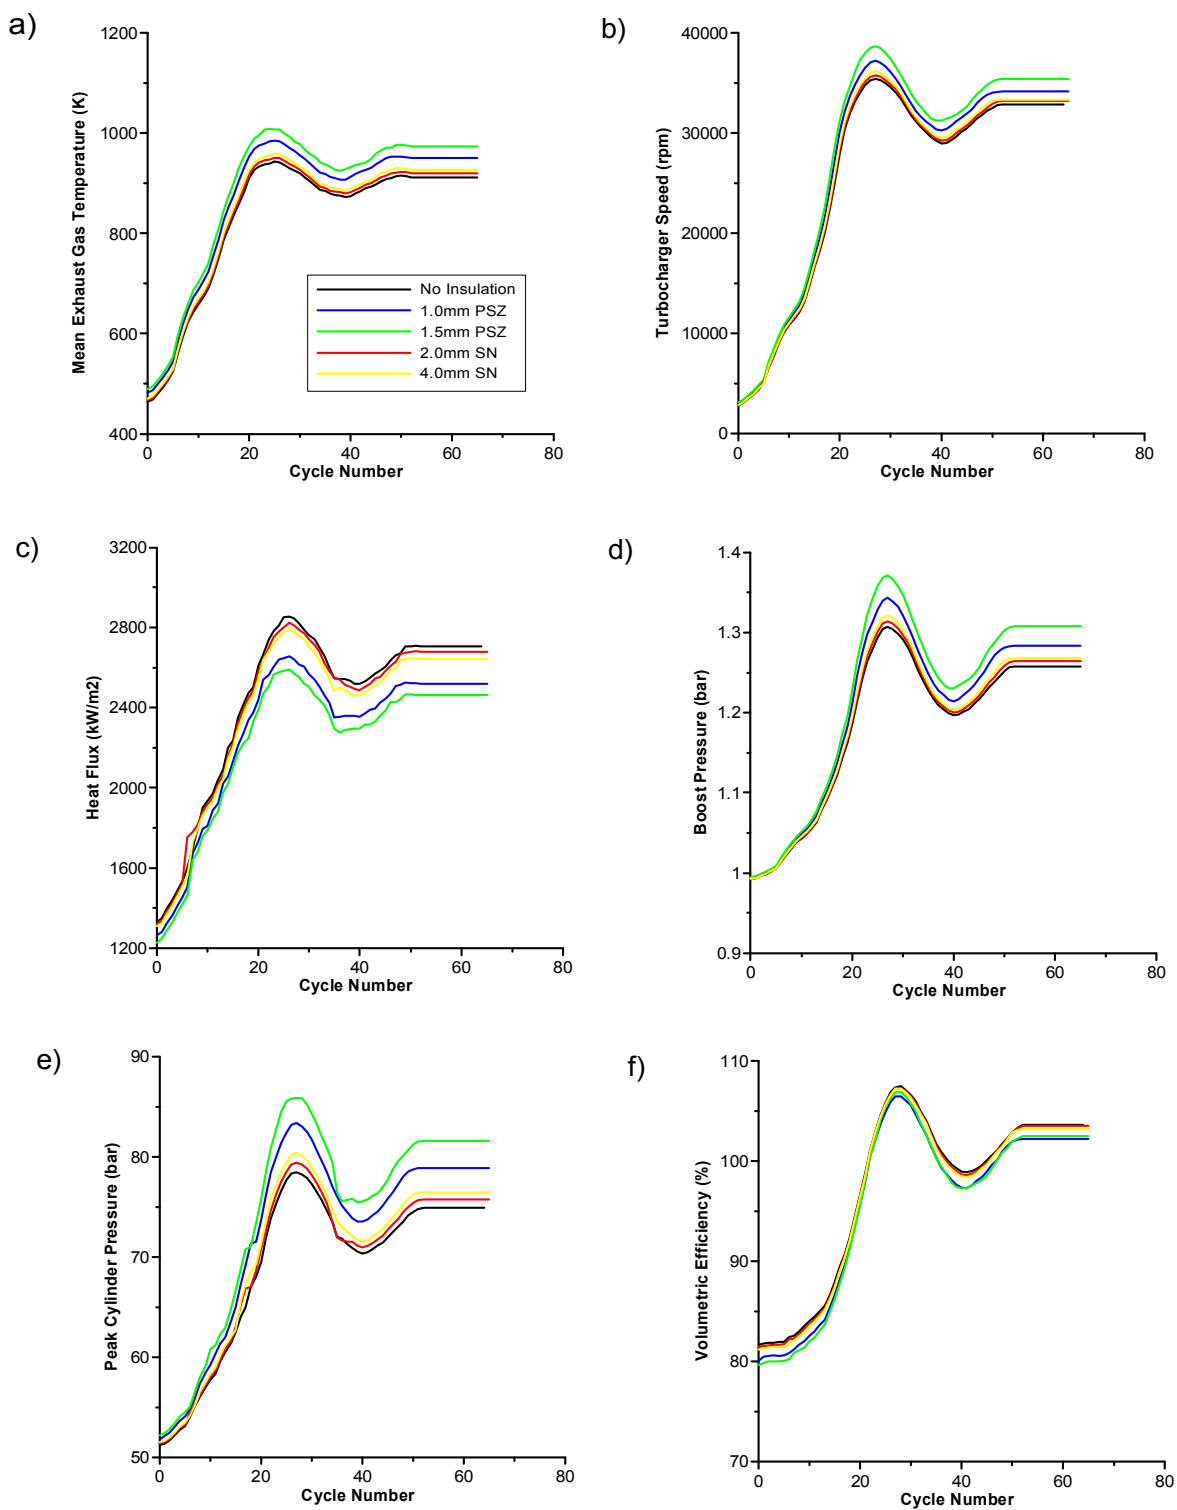 a)
1200
1000
800
600
400
Mean Exhaust Gas Temperature (K)
No Insulation
1.0mm PSZ
1.5mm PSZ
2.0mm SN
4.0mm SN
0 20 40 60 80
Cycle Number
b)
40000
30000
20000
10000
0
Turbocharger Speed (rpm)
0 20 40 60 80
Cycle Number
c)
3200
2800
2400
2000
1600
1200
Heat Flux (kW/m2)
0 20 40 60 80
Cycle Number
d)
1.4
1.3
1.2
1.1
1
0.9
Boost Pressure (bar)
0 20 40 60 80
Cycle Number
e)
90
80
70
60
50
Peak Cylinder Pressure (bar)
0 20 40 60 80
Cycle Number
f)
110
100
90
80
70
Volumetric Efficiency (%)
0 20 40 60 80
Cycle Number